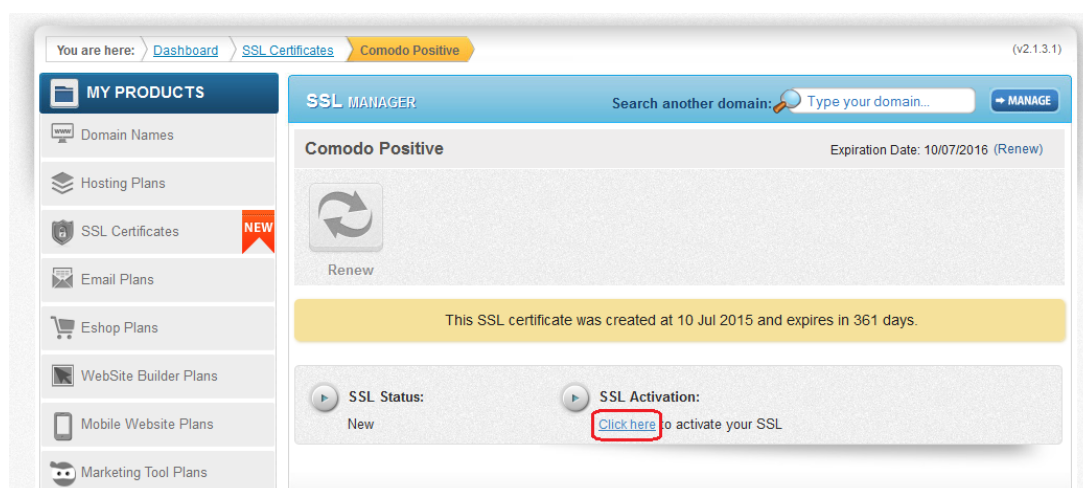 You are here: Dashboard SSL Certificates Comodo Positive (v2.1.3.1)
MY PRODUCTS
www
Domain Names
Hosting Plans
SSL Certificates NEW
Email Plans
Eshop Plans
WebSite Builder Plans
Mobile Website Plans
Marketing Tool Plans
SSL MANAGER Search another domain: Type your domain... MANAGE
Comodo Positive Expiration Date: 10/07/2016 (Renew)
Renew
This SSL certificate was created at 10 Jul 2015 and expires in 361 days.
SSL Status:
New
SSL Activation:
Click here to activate your SSL